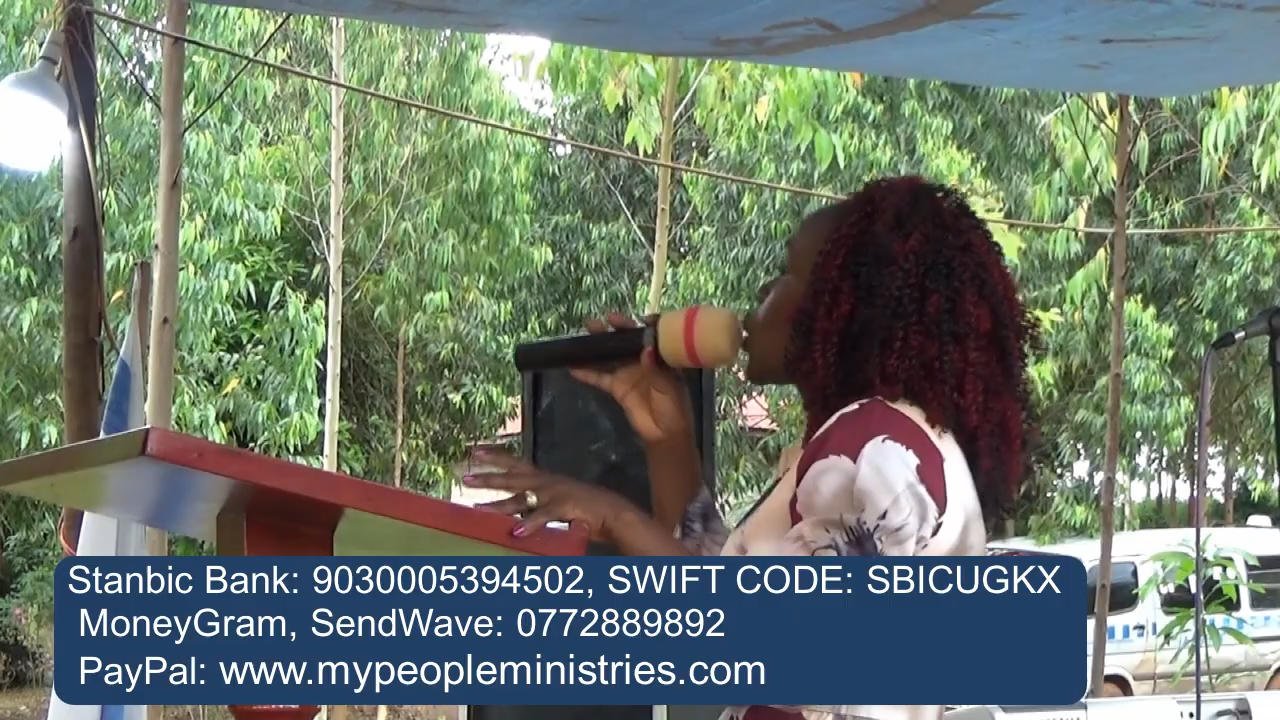 Stanbic Bank: 9030005394502, SWIFT CODE: SBICUGKX
MoneyGram, SendWave: 0772889892
PayPal: www.mypeopleministries.com